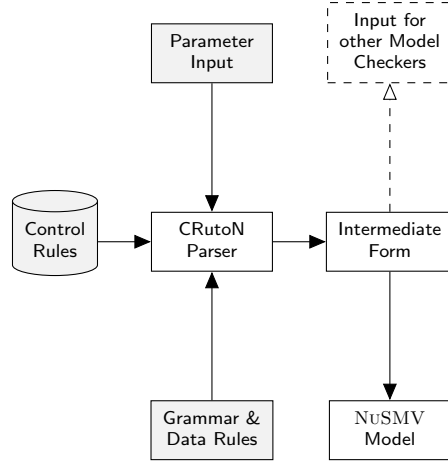 Parameter
Input
Input for
other Model
Checkers
Control
Rules
CRutoN
Parser
Intermediate
Form
Grammar &
Data Rules
NuSMV
Model